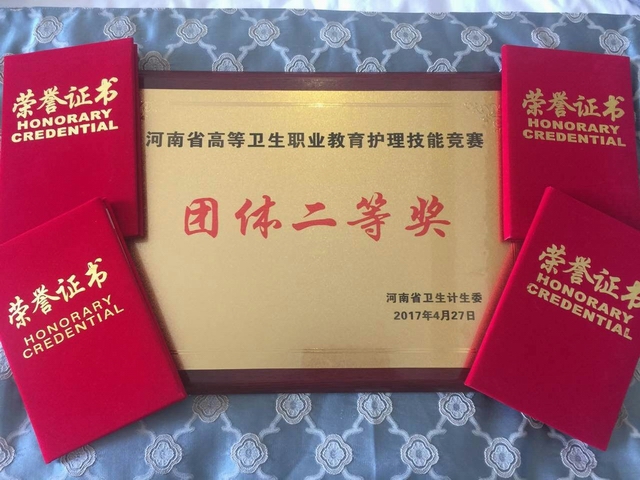 荣誉证书
HONORARY
CREDENTIAL
荣誉证书
HONORARY
CREDENTIAL
河南省高等卫生职业教育护理技能竞赛
团体二等奖
河南省卫生计生委
2017年4月27日
荣誉证书
HONORARY
CREDENTIAL
荣誉证书
HONORARY
CREDENTIAL